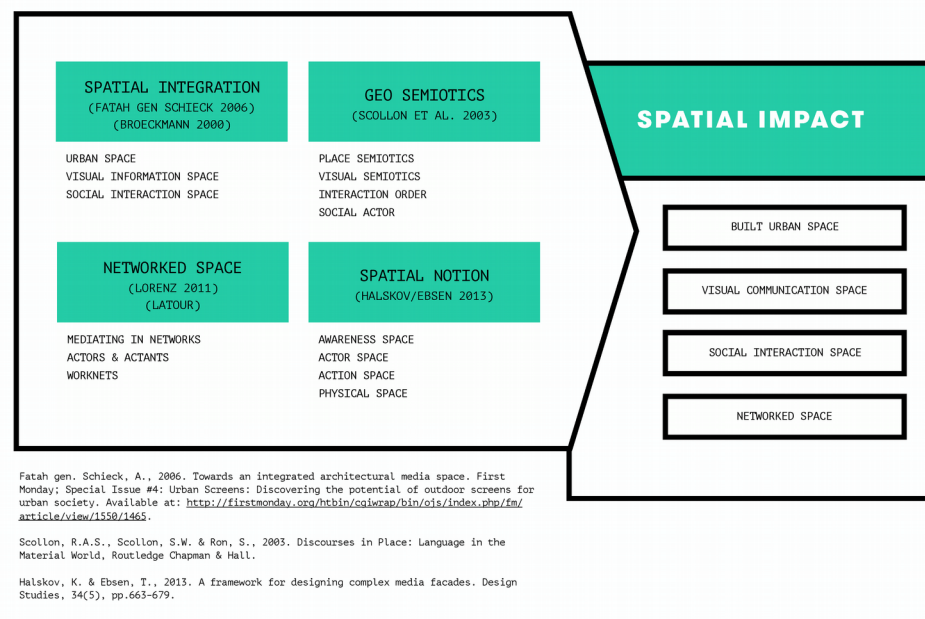 SPATIAL INTEGRATION
(FATAH GEN SCHIECK 2006)
(BROECKMANN 2000)
URBAN SPACE
VISUAL INFORMATION SPACE
SOCIAL INTERACTION SPACE
GEO SEMIOTICS
(SCOLLON ET AL. 2003)
PLACE SEMIOTICS
VISUAL SEMIOTICS
INTERACTION ORDER
SOCIAL ACTOR
NETWORKED SPACE
(LORENZ 2011)
(LATOUR)
MEDIATING IN NETWORKS
ACTORS & ACTANTS
WORKNETS
SPATIAL NOTION
(HALSKOV/EBSEN 2013)
AWARENESS SPACE
ACTOR SPACE
ACTION SPACE
PHYSICAL SPACE
SPATIAL IMPACT
BUILT URBAN SPACE
VISUAL COMMUNICATION SPACE
SOCIAL INTERACTION SPACE
NETWORKED SPACE
Fatah gen. Schieck, A., 2006. Towards an integrated architectural media space. First
Monday; Special Issue #4: Urban Screens: Discovering the potential of outdoor screens for
urban society. Available at: http://firstmonday.org/htbin/cgiwrap/bin/ojs/index.php/fm/
article/view/1550/1465.
Scollon, R.A.S., Scollon, S.W. & Ron, S., 2003. Discourses in Place: Language in the
Material World, Routledge Chapman & Hall.
Halskov, K. & Ebsen, T., 2013. A framework for designing complex media facades. Design
Studies, 34(5), pp.663–679.